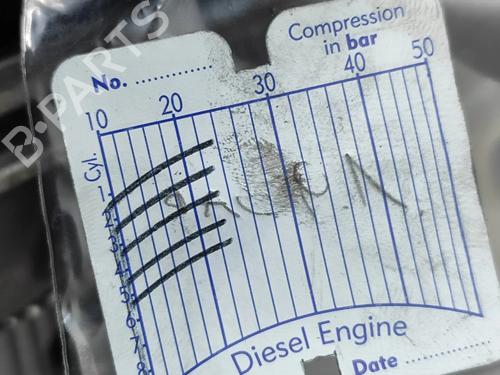 Compression
in bar
No. ..............
10 20 30 40 50
Cyl.
1
2
3
4
5
6
7
8
Diesel Engine
Date ..............
B-PARTS